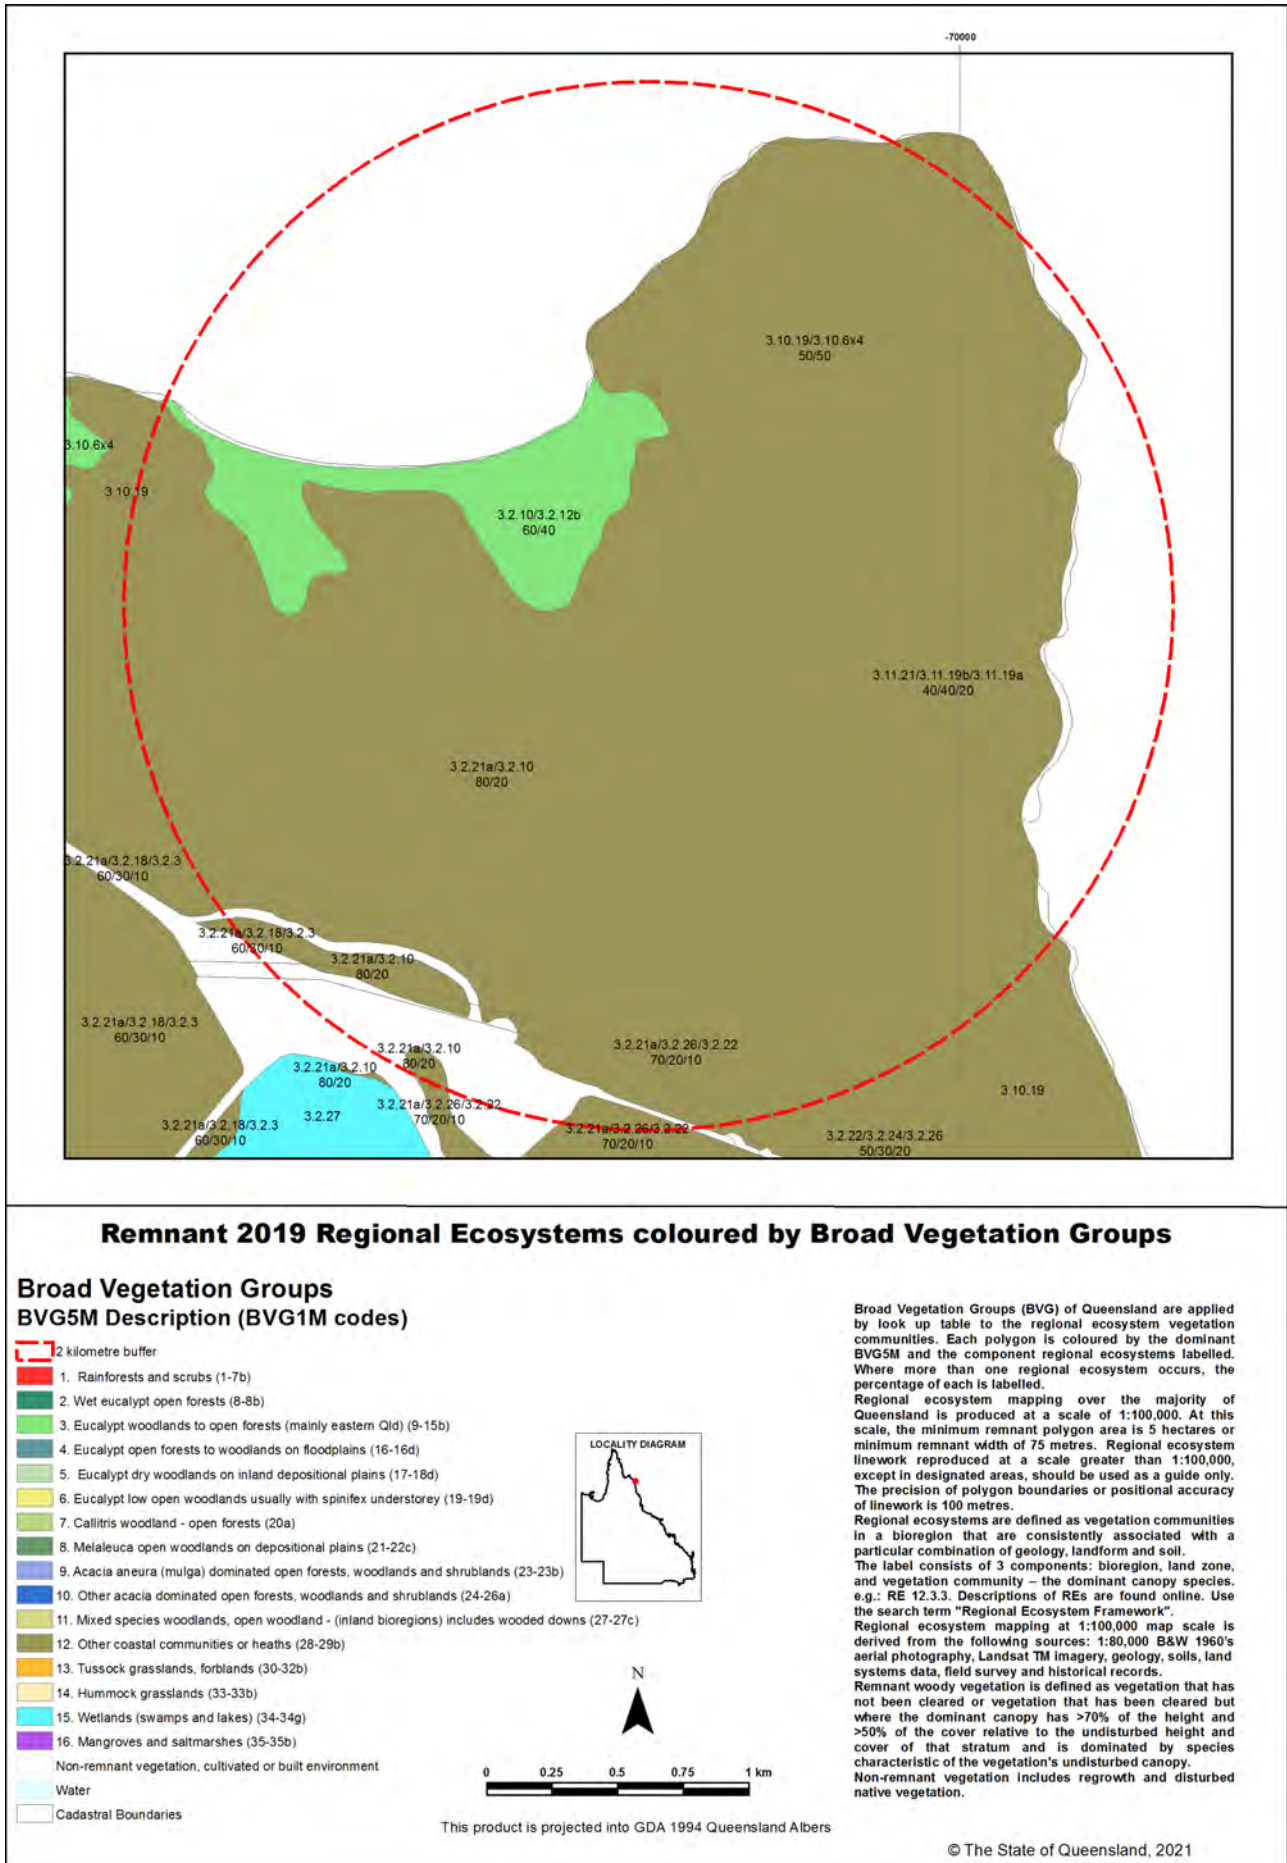 -70000
3.10.19/3.10.6x4
50/50
3.10.6x4
3.10.19
3.2.10/3.2.12b
60/40
3.11.21/3.11.19b/3.11.19a
40/40/20
3.2.21a/3.2.10
80/20
3.2.21a/3.2.18/3.2.3
60/30/10
3.2.21a/3.2.18/3.2.3
60/30/10
3.2.21a/3.2.10
80/20
3.2.21a/3.2.18/3.2.3
60/30/10
3.2.21a/3.2.10
80/20
3.2.21a/3.2.10
80/20
3.2.21a/3.2.26/3.2.22
70/20/10
3.10.19
3.2.27
3.2.21a/3.2.26/3.2.22
70/20/10
3.2.21a/3.2.18/3.2.3
60/30/10
3.2.21a/3.2.26/3.2.22
70/20/10
3.2.22/3.2.24/3.2.26
50/30/20
Remnant 2019 Regional Ecosystems coloured by Broad Vegetation Groups
Broad Vegetation Groups
BVG5M Description (BVG1M codes)
2 kilometre buffer
1. Rainforests and scrubs (1-7b)
2. Wet eucalypt open forests (8-8b)
3. Eucalypt woodlands to open forests (mainly eastern Qld) (9-15b)
4. Eucalypt open forests to woodlands on floodplains (16-16d)
5. Eucalypt dry woodlands on inland depositional plains (17-18d)
6. Eucalypt low open woodlands usually with spinifex understorey (19-19d)
7. Callitris woodland - open forests (20a)
8. Melaleuca open woodlands on depositional plains (21-22c)
9. Acacia aneura (mulga) dominated open forests, woodlands and shrublands (23-23b)
10. Other acacia dominated open forests, woodlands and shrublands (24-26a)
11. Mixed species woodlands, open woodland - (inland bioregions) includes wooded downs (27-27c)
12. Other coastal communities or heaths (28-29b)
13. Tussock grasslands, forblands (30-32b)
14. Hummock grasslands (33-33b)
15. Wetlands (swamps and lakes) (34-34g)
16. Mangroves and saltmarshes (35-35b)
Non-remnant vegetation, cultivated or built environment
Water
Cadastral Boundaries
LOCALITY DIAGRAM
N
0 0.25 0.5 0.75 1 km
This product is projected into GDA 1994 Queensland Albers
Broad Vegetation Groups (BVG) of Queensland are applied
by look up table to the regional ecosystem vegetation
communities. Each polygon is coloured by the dominant
BVG5M and the component regional ecosystems labelled.
Where more than one regional ecosystem occurs, the
percentage of each is labelled.
Regional ecosystem mapping over the majority of
Queensland is produced at a scale of 1:100,000. At this
scale, the minimum remnant polygon area is 5 hectares or
minimum remnant width of 75 metres. Regional ecosystem
linework reproduced at a scale greater than 1:100,000,
except in designated areas, should be used as a guide only.
The precision of polygon boundaries or positional accuracy
of linework is 100 metres.
Regional ecosystems are defined as vegetation communities
in a bioregion that are consistently associated with a
particular combination of geology, landform and soil.
The label consists of 3 components: bioregion, land zone,
and vegetation community – the dominant canopy species.
e.g.: RE 12.3.3. Descriptions of REs are found online. Use
the search term "Regional Ecosystem Framework".
Regional ecosystem mapping at 1:100,000 map scale is
derived from the following sources: 1:80,000 B&W 1960's
aerial photography, Landsat TM imagery, geology, soils, land
systems data, field survey and historical records.
Remnant woody vegetation is defined as vegetation that has
not been cleared or vegetation that has been cleared but
where the dominant canopy has >70% of the height and
>50% of the cover relative to the undisturbed height and
cover of that stratum and is dominated by species
characteristic of the vegetation's undisturbed canopy.
Non-remnant vegetation includes regrowth and disturbed
native vegetation.
© The State of Queensland, 2021